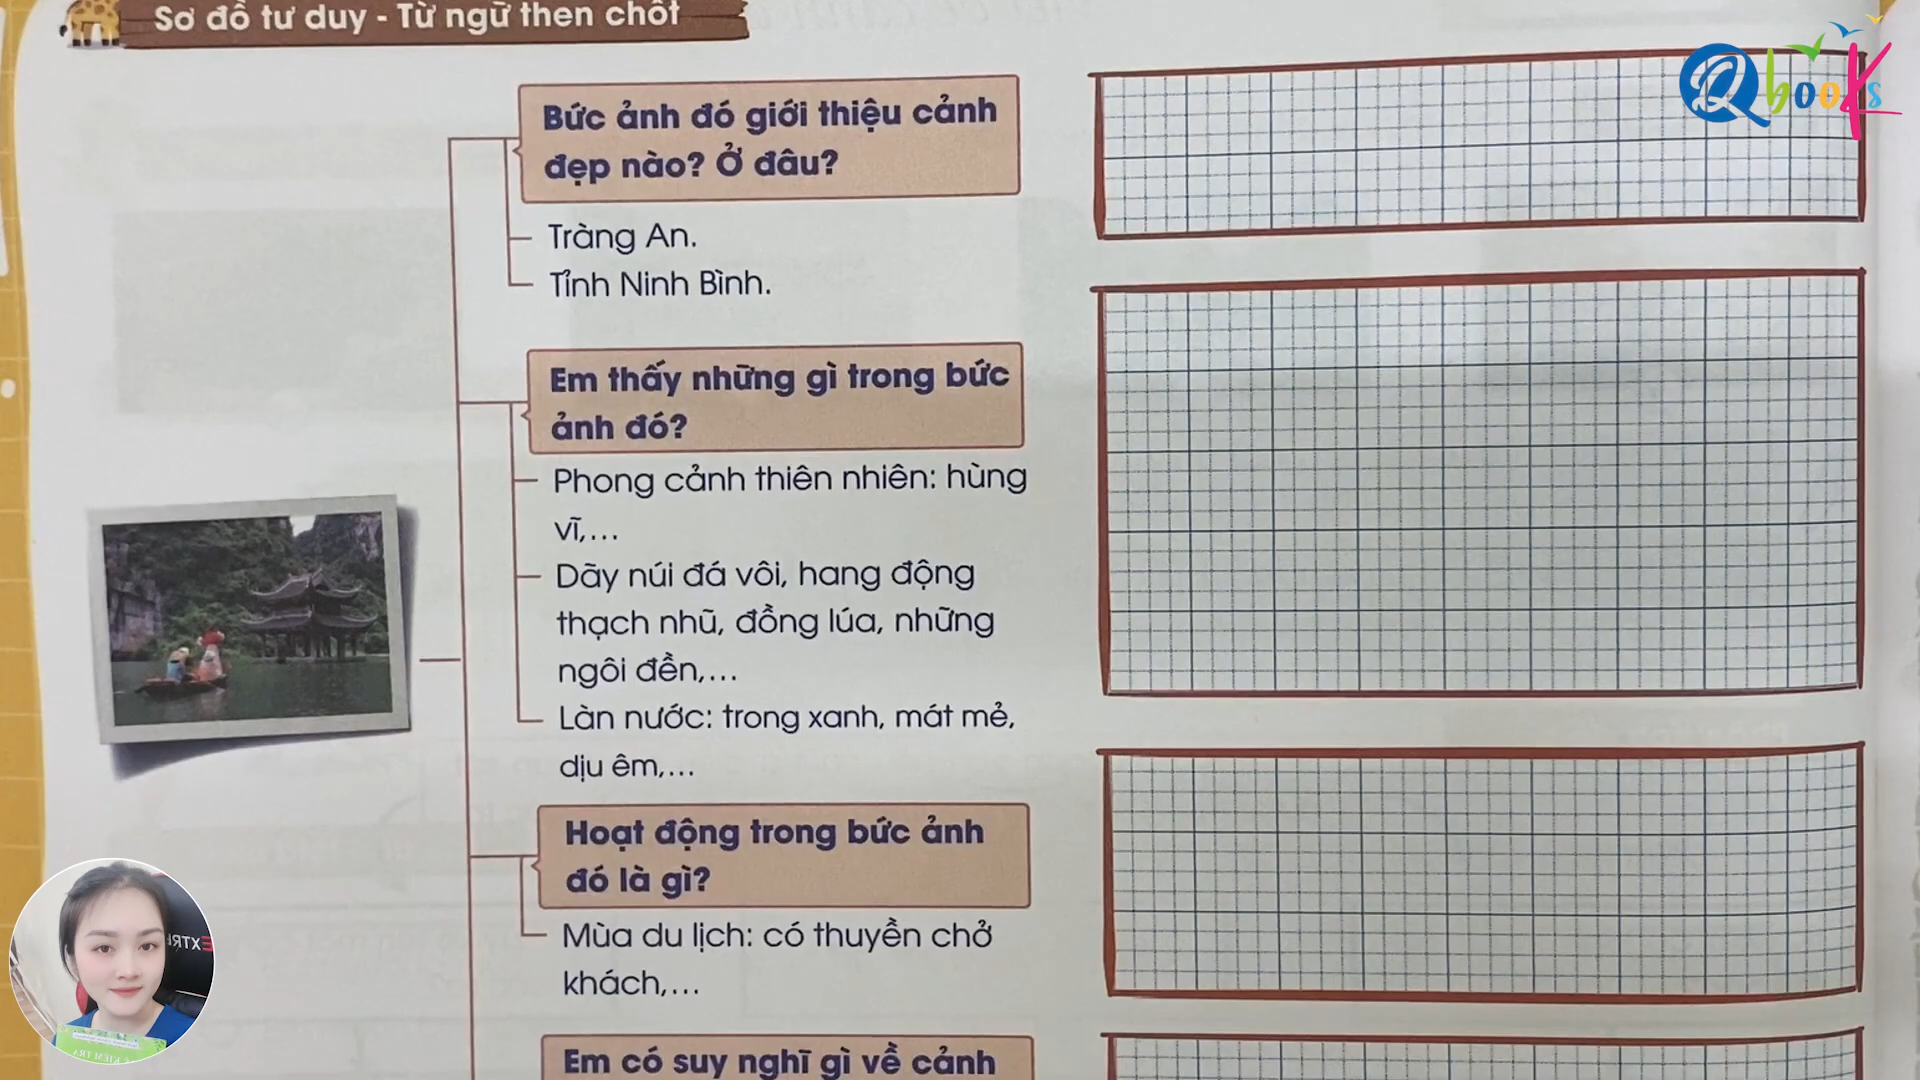 Sơ đồ tư duy - Từ ngữ then chốt
Qbooks
Bức ảnh đó giới thiệu cảnh
đẹp nào? Ở đâu?
Tràng An.
Tỉnh Ninh Bình.
Em thấy những gì trong bức
ảnh đó?
Phong cảnh thiên nhiên: hùng
vĩ,...
Dãy núi đá vôi, hang động
thạch nhũ, đồng lúa, những
ngôi đền,...
Làn nước: trong xanh, mát mẻ,
dịu êm,...
Hoạt động trong bức ảnh
đó là gì?
Mùa du lịch: có thuyền chở
khách,...
Em có suy nghĩ gì về cảnh